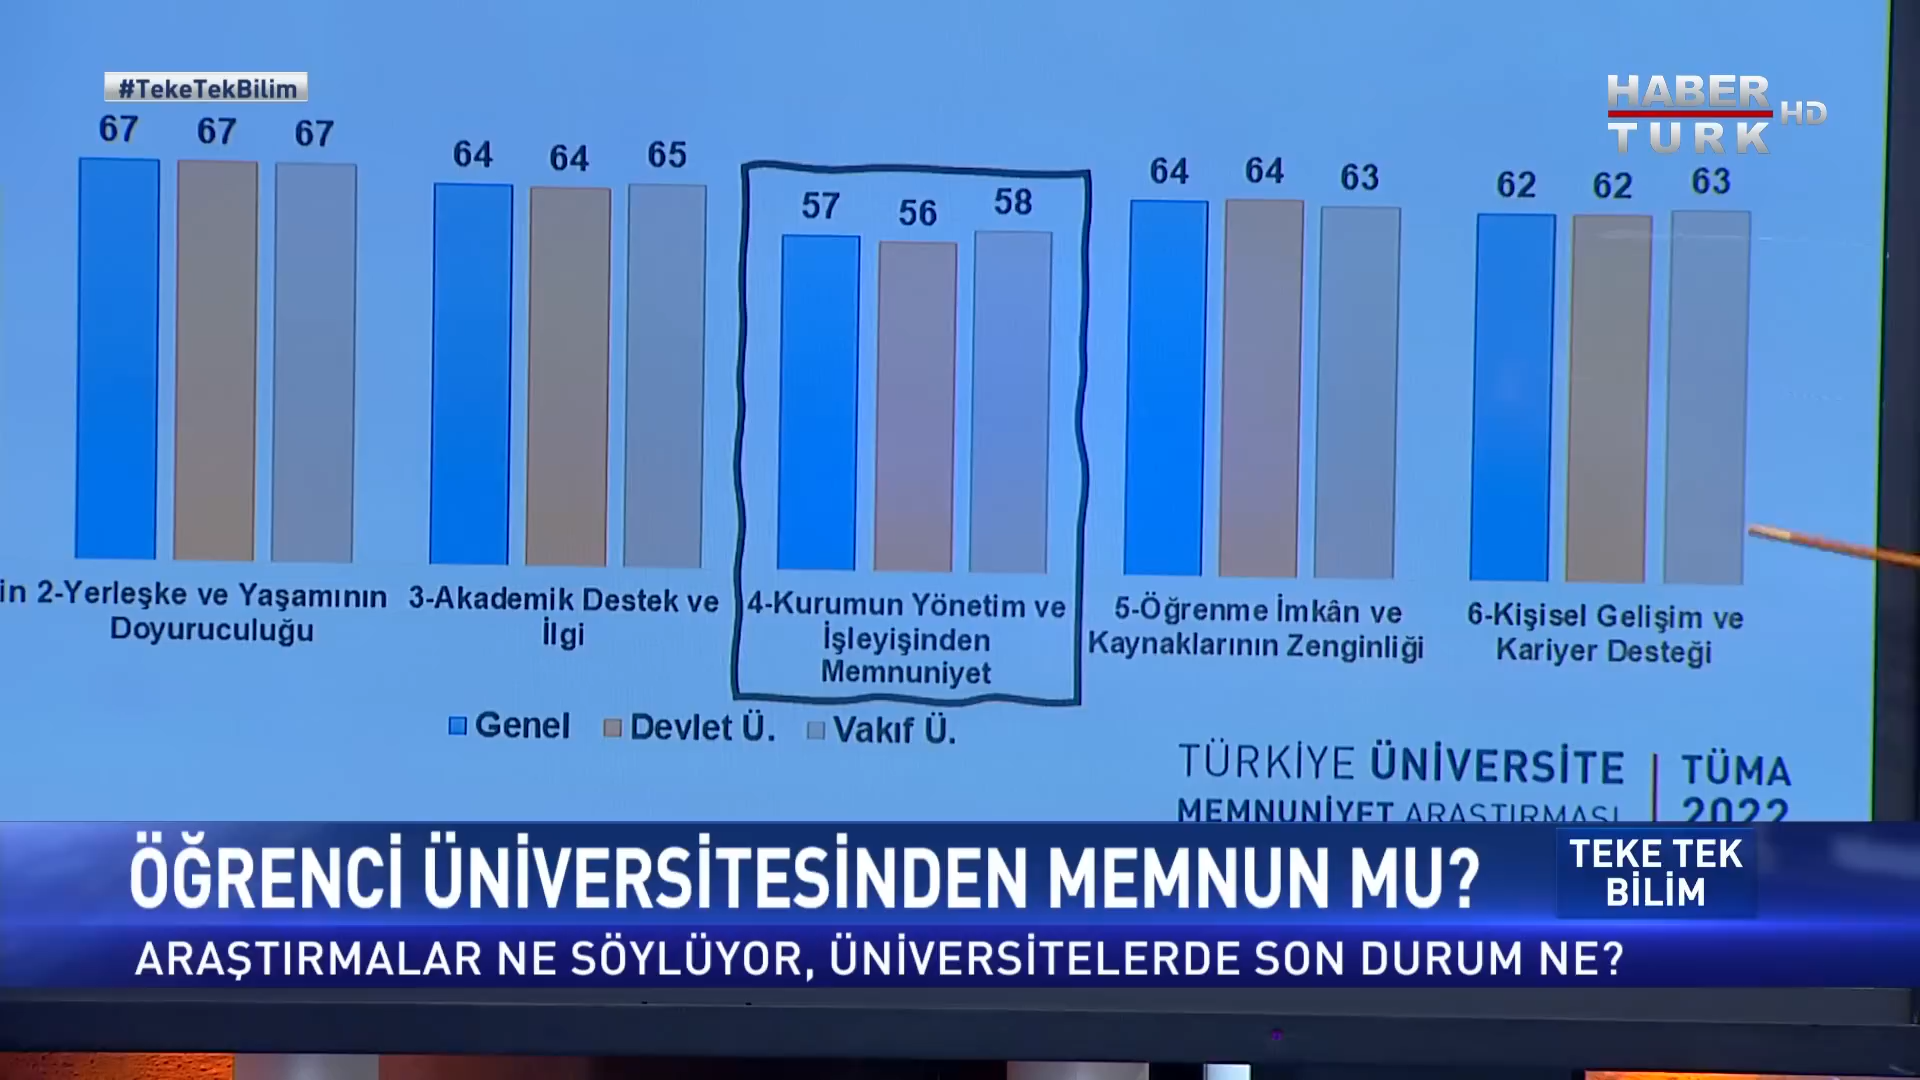 #TekeTekBilim
HABER
TURK HD
67 67 67
64 64 65
57 56 58
64 64 63
62 62 63
in 2-Yerleşke ve Yaşamının
Doyuruculuğu
3-Akademik Destek ve
İlgi
4-Kurumun Yönetim ve
İşleyişinden
Memnuniyet
5-Öğrenme İmkân ve
Kaynaklarının Zenginliği
6-Kişisel Gelişim ve
Kariyer Desteği
Genel Devlet Ü. Vakıf Ü.
TÜRKİYE ÜNİVERSİTE
MEMNUNİYET ARAŞTIRMASI
TÜMA
2022
ÖĞRENCİ ÜNİVERSİTESİNDEN MEMNUN MU?
TEKE TEK
BİLİM
ARAŞTIRMALAR NE SÖYLÜYOR, ÜNİVERSİTELERDE SON DURUM NE?